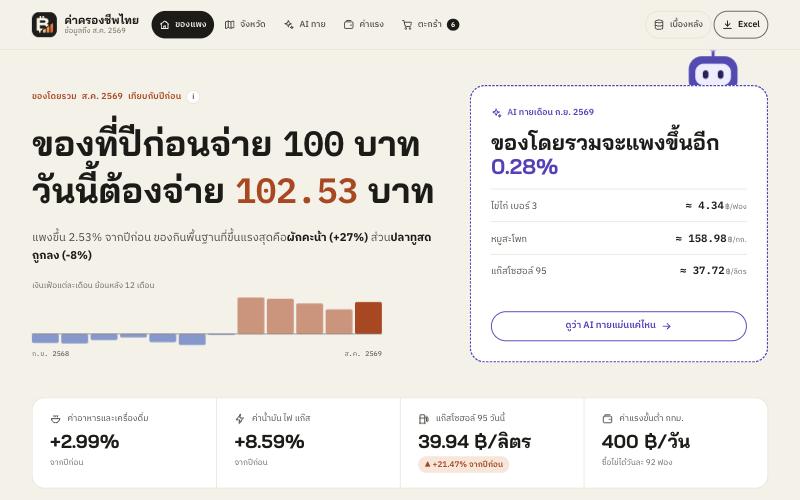 ค่าครองชีพไทย
ข้อมูลถึง ส.ค. 2569
ของแพง
จังหวัด
AI ทาย
ค่าแรง
ตะกร้า 6
เบื้องหลัง
Excel
ของโดยรวม ส.ค. 2569 เทียบกับปีก่อน i
ของที่ปีก่อนจ่าย 100 บาท
วันนี้ต้องจ่าย 102.53 บาท
แพงขึ้น 2.53% จากปีก่อน ของกินพื้นฐานที่ขึ้นแรงสุดคือผักคะน้า (+27%) ส่วนปลาทูสด
ถูกลง (-8%)
เงินเฟ้อแต่ละเดือน ย้อนหลัง 12 เดือน
ก.ย. 2568
ส.ค. 2569
AI ทายเดือน ก.ย. 2569
ของโดยรวมจะแพงขึ้นอีก
0.28%
ไข่ไก่ เบอร์ 3
≈ 4.34 ฿/ฟอง
หมูสะโพก
≈ 158.98 ฿/กก.
แก๊สโซฮอล์ 95
≈ 37.72 ฿/ลิตร
ดูว่า AI ทายแม่นแค่ไหน →
ค่าอาหารและเครื่องดื่ม
+2.99%
จากปีก่อน
ค่าน้ำมัน ไฟ แก๊ส
+8.59%
จากปีก่อน
แก๊สโซฮอล์ 95 วันนี้
39.94 ฿/ลิตร
▲+21.47% จากปีก่อน
ค่าแรงขั้นต่ำ กทม.
400 ฿/วัน
ซื้อไข่ได้วันละ 92 ฟอง